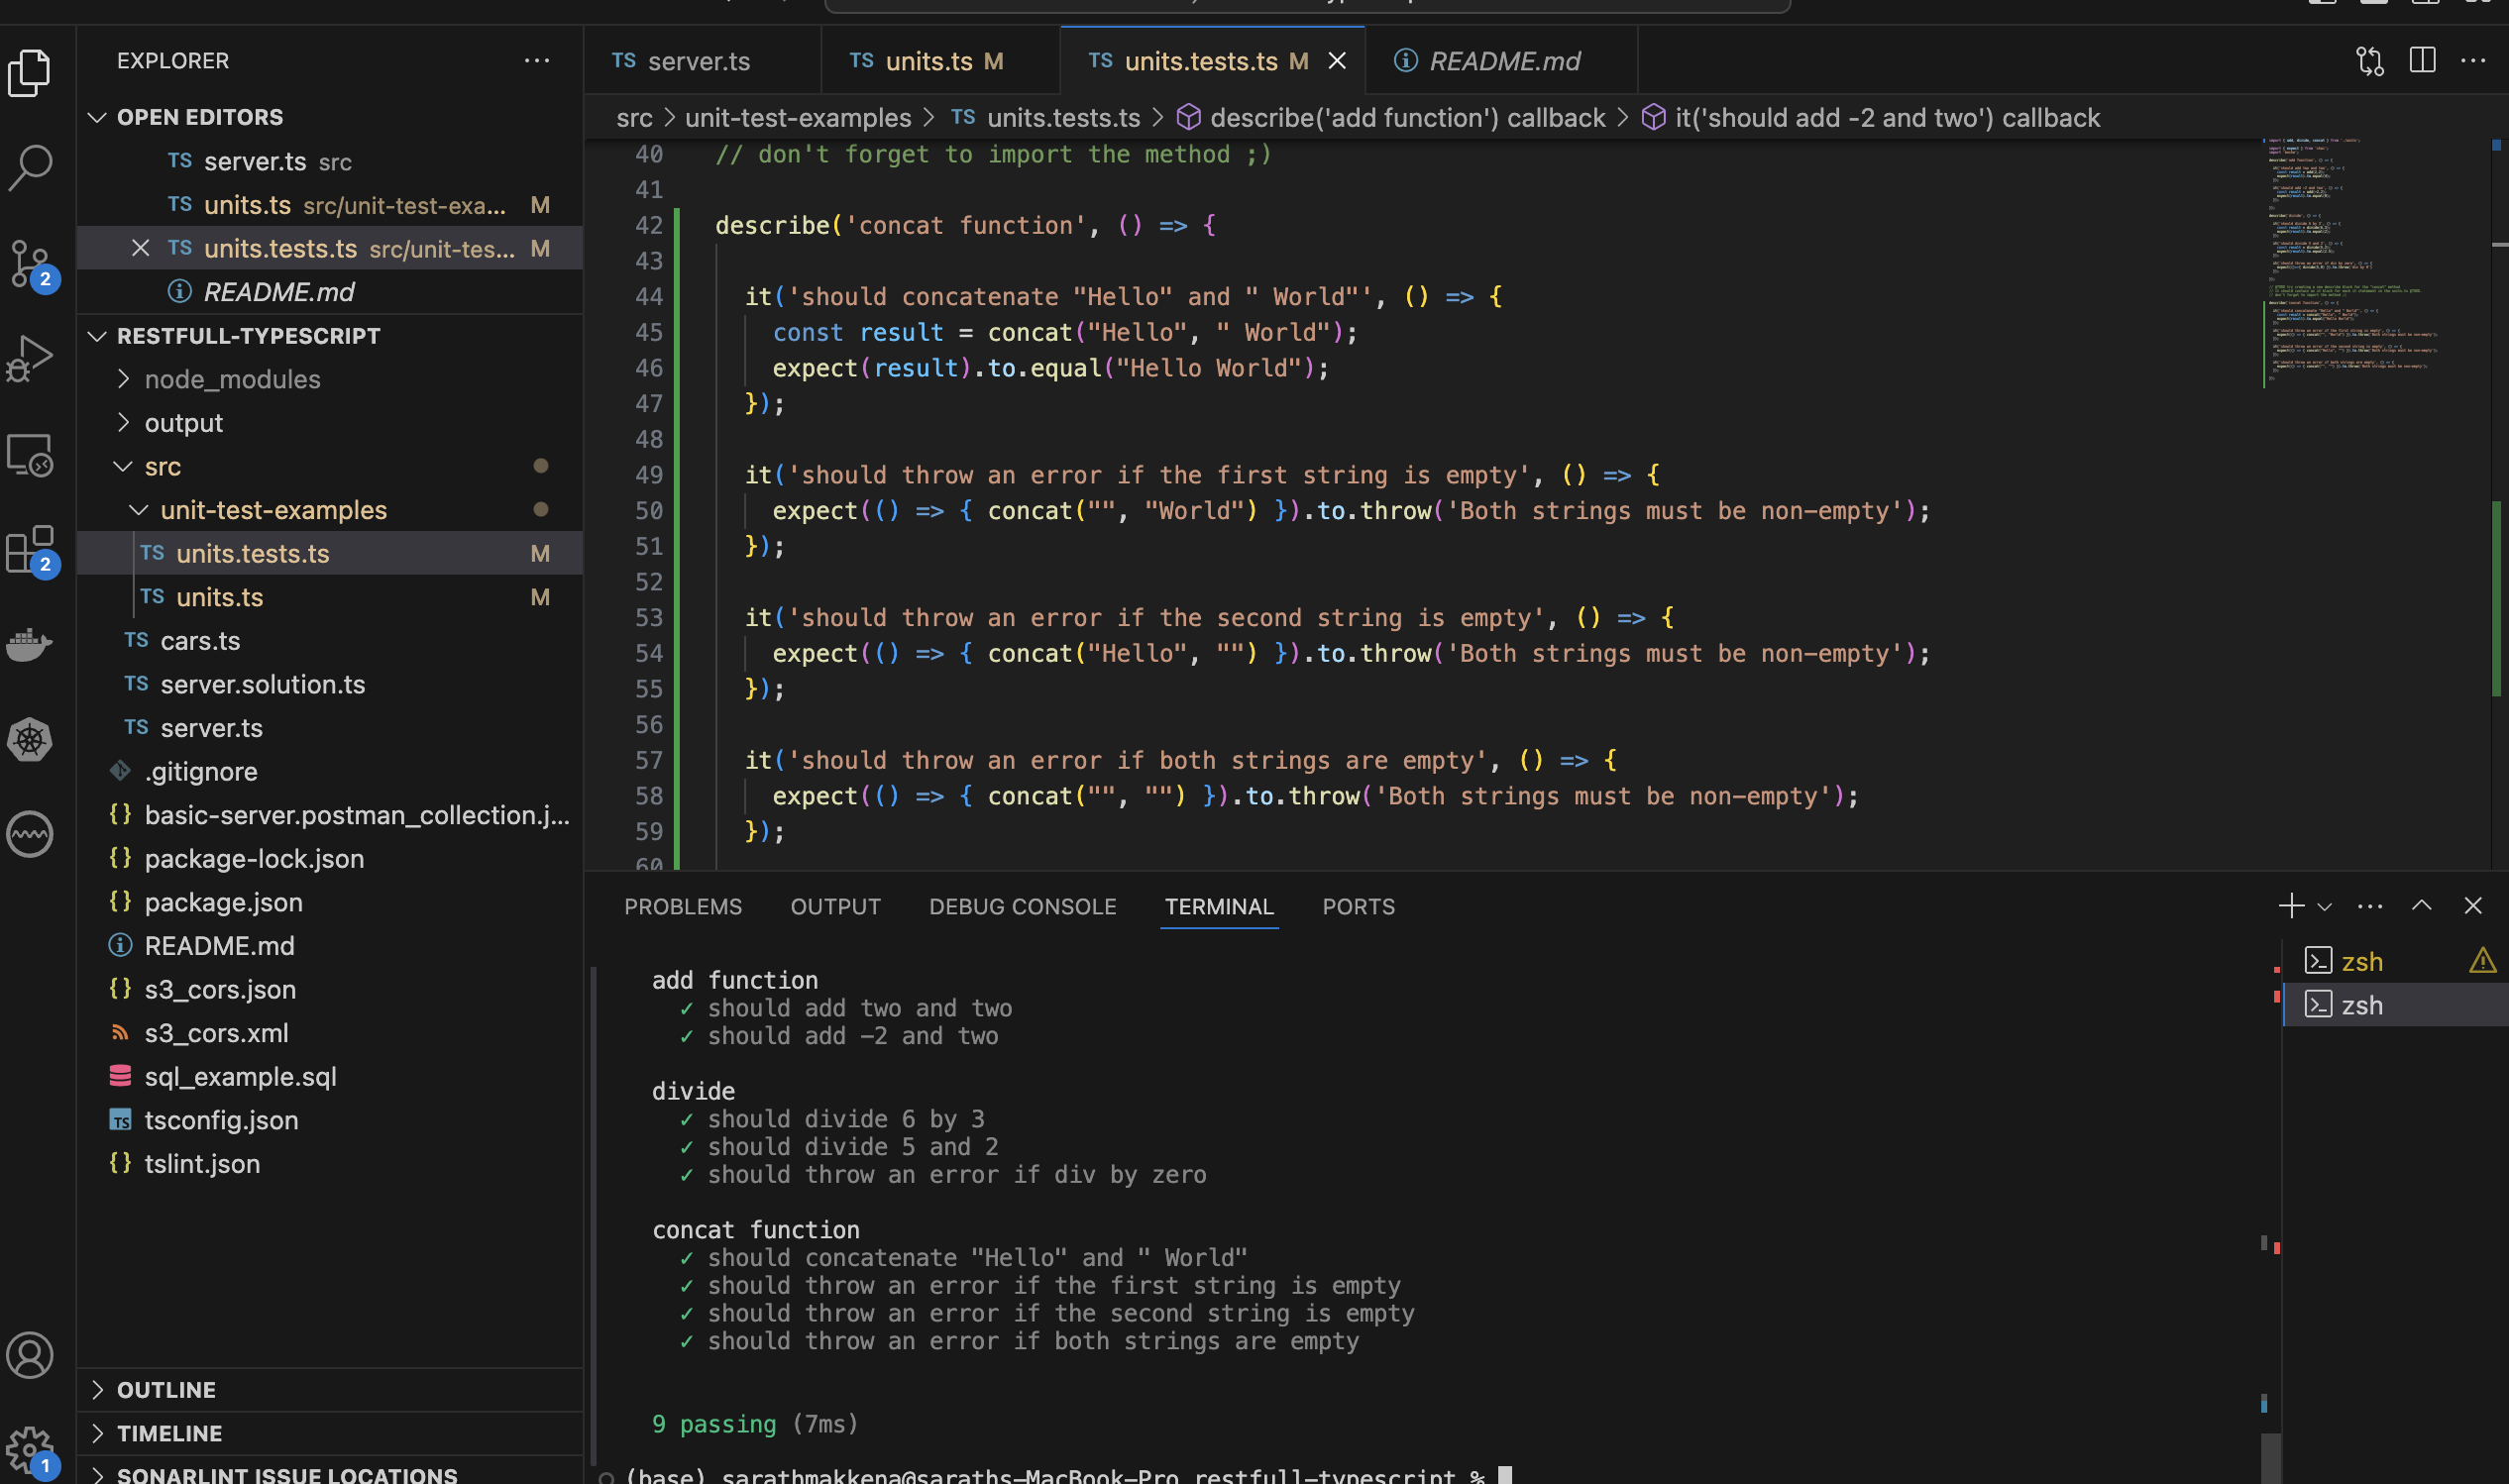 EXPLORER
OPEN EDITORS
TS server.ts src
TS units.ts src/unit-test-exa... M
TS units.tests.ts src/unit-tes... M
README.md
RESTFULL-TYPESCRIPT
node_modules
output
src
unit-test-examples
TS units.tests.ts M
TS units.ts M
TS cars.ts
TS server.solution.ts
TS server.ts
.gitignore
{} basic-server.postman_collection.j...
{} package-lock.json
{} package.json
README.md
{} s3_cors.json
s3_cors.xml
sql_example.sql
TS tsconfig.json
{} tslint.json
OUTLINE
TIMELINE
SONARLINT ISSUE LOCATIONS
2
2
1
TS server.ts
TS units.ts M
TS units.tests.ts M
README.md
src > unit-test-examples > TS units.tests.ts > describe('add function') callback > it('should add -2 and two') callback
40 // don't forget to import the method ;)
41
42 describe('concat function', () => {
43
44 it('should concatenate "Hello" and " World"', () => {
45 const result = concat("Hello", " World");
46 expect(result).to.equal("Hello World");
47 });
48
49 it('should throw an error if the first string is empty', () => {
50 expect(() => { concat("", "World") }).to.throw('Both strings must be non-empty');
51 });
52
53 it('should throw an error if the second string is empty', () => {
54 expect(() => { concat("Hello", "") }).to.throw('Both strings must be non-empty');
55 });
56
57 it('should throw an error if both strings are empty', () => {
58 expect(() => { concat("", "") }).to.throw('Both strings must be non-empty');
59 });
60
PROBLEMS OUTPUT DEBUG CONSOLE TERMINAL PORTS
add function
✓ should add two and two
✓ should add -2 and two
divide
✓ should divide 6 by 3
✓ should divide 5 and 2
✓ should throw an error if div by zero
concat function
✓ should concatenate "Hello" and " World"
✓ should throw an error if the first string is empty
✓ should throw an error if the second string is empty
✓ should throw an error if both strings are empty
9 passing (7ms)
(base) sarathmakkena@saraths-MacBook-Pro restfull-typescript %
zsh
zsh